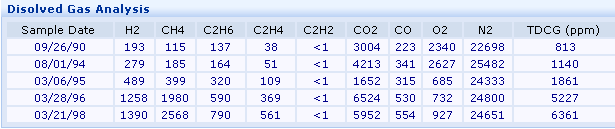 Disolved Gas Analysis
Sample Date H2 CH4 C2H6 C2H4 C2H2 CO2 CO O2 N2 TDCG (ppm)
09/26/90 193 115 137 38 <1 3004 223 2340 22698 813
08/01/94 279 185 164 51 <1 4213 341 2627 25482 1140
03/06/95 489 399 320 109 <1 1652 315 685 24333 1861
03/28/96 1258 1980 590 369 <1 6524 530 732 24800 5227
03/21/98 1390 2568 790 561 <1 5952 554 927 24651 6361